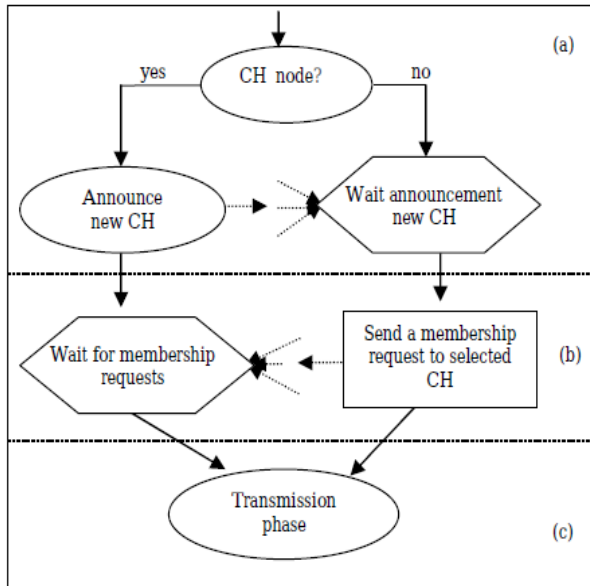 (a)
CH node?
yes
no
Announce
new CH
Wait announcement
new CH
Wait for membership
requests
Send a membership
request to selected
CH
(b)
Transmission
phase
(c)